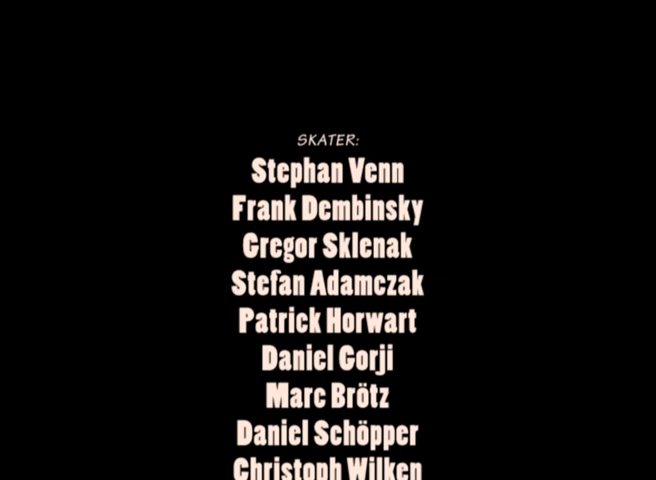 SKATER:
Stephan Venn
Frank Dembinsky
Gregor Sklenak
Stefan Adamczak
Patrick Horwart
Daniel Gorji
Marc Brötz
Daniel Schöpper
Christoph Wilken